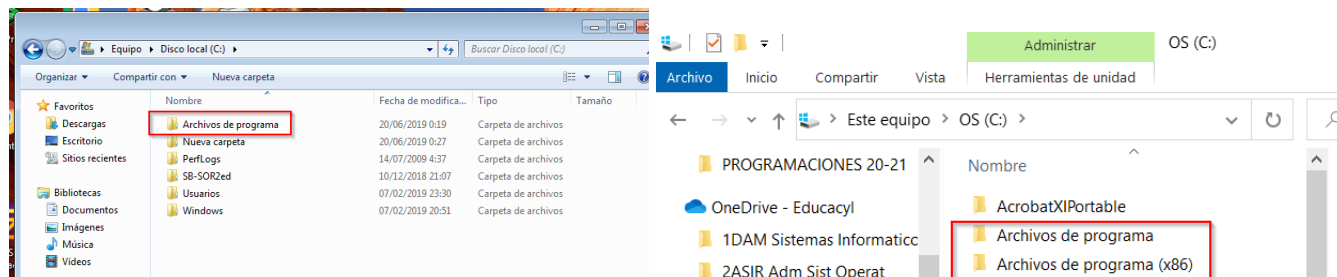 Equipo ▸ Disco local (C:) ▸
Buscar Disco local (C:)
Organizar
Compartir con
Nueva carpeta
Favoritos
Descargas
Escritorio
Sitios recientes
Bibliotecas
Documentos
Imágenes
Música
Vídeos
Nombre Fecha de modifica... Tipo Tamaño
Archivos de programa 20/06/2019 0:19 Carpeta de archivos
Nueva carpeta 20/06/2019 0:27 Carpeta de archivos
PerfLogs 14/07/2009 4:37 Carpeta de archivos
SB-SOR2ed 10/12/2018 21:07 Carpeta de archivos
Usuarios 07/02/2019 23:30 Carpeta de archivos
Windows 07/02/2019 20:51 Carpeta de archivos
Administrar OS (C:)
Archivo Inicio Compartir Vista Herramientas de unidad
Este equipo > OS (C:) >
PROGRAMACIONES 20-21
OneDrive - Educacyl
1DAM Sistemas Informaticc
2ASIR Adm Sist Operat
Nombre
AcrobatXIPortable
Archivos de programa
Archivos de programa (x86)